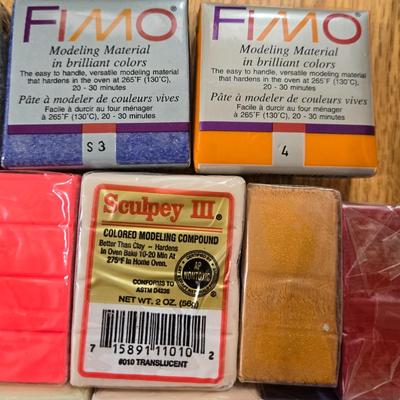 FIMO
Modeling Material
in brilliant colors
The easy to handle, versatile modeling material
that hardens in the oven at 265°F (130°C),
20 - 30 minutes
Pâte à modeler de couleurs vives
Facile à durcir au four ménager
à 265°F (130°C), 20 - 30 minutes
S 3
FIMO
Modeling Material
in brilliant colors
The easy to handle, versatile modeling material
that hardens in the oven at 265°F (130°C),
20 - 30 minutes
Pâte à modeler de couleurs vives
Facile à durcir au four ménager
à 265°F (130°C), 20 - 30 minutes
4
Sculpey III
COLORED MODELING COMPOUND
Better Than Clay -- Hardens
In Oven Bake 10-20 Min At
275°F In Home Oven.
CONFORMS TO
ASTM D4236
AP
NONTOXIC
NET WT. 2 OZ. (56g)
7 15891 11010 2
#010 TRANSLUCENT